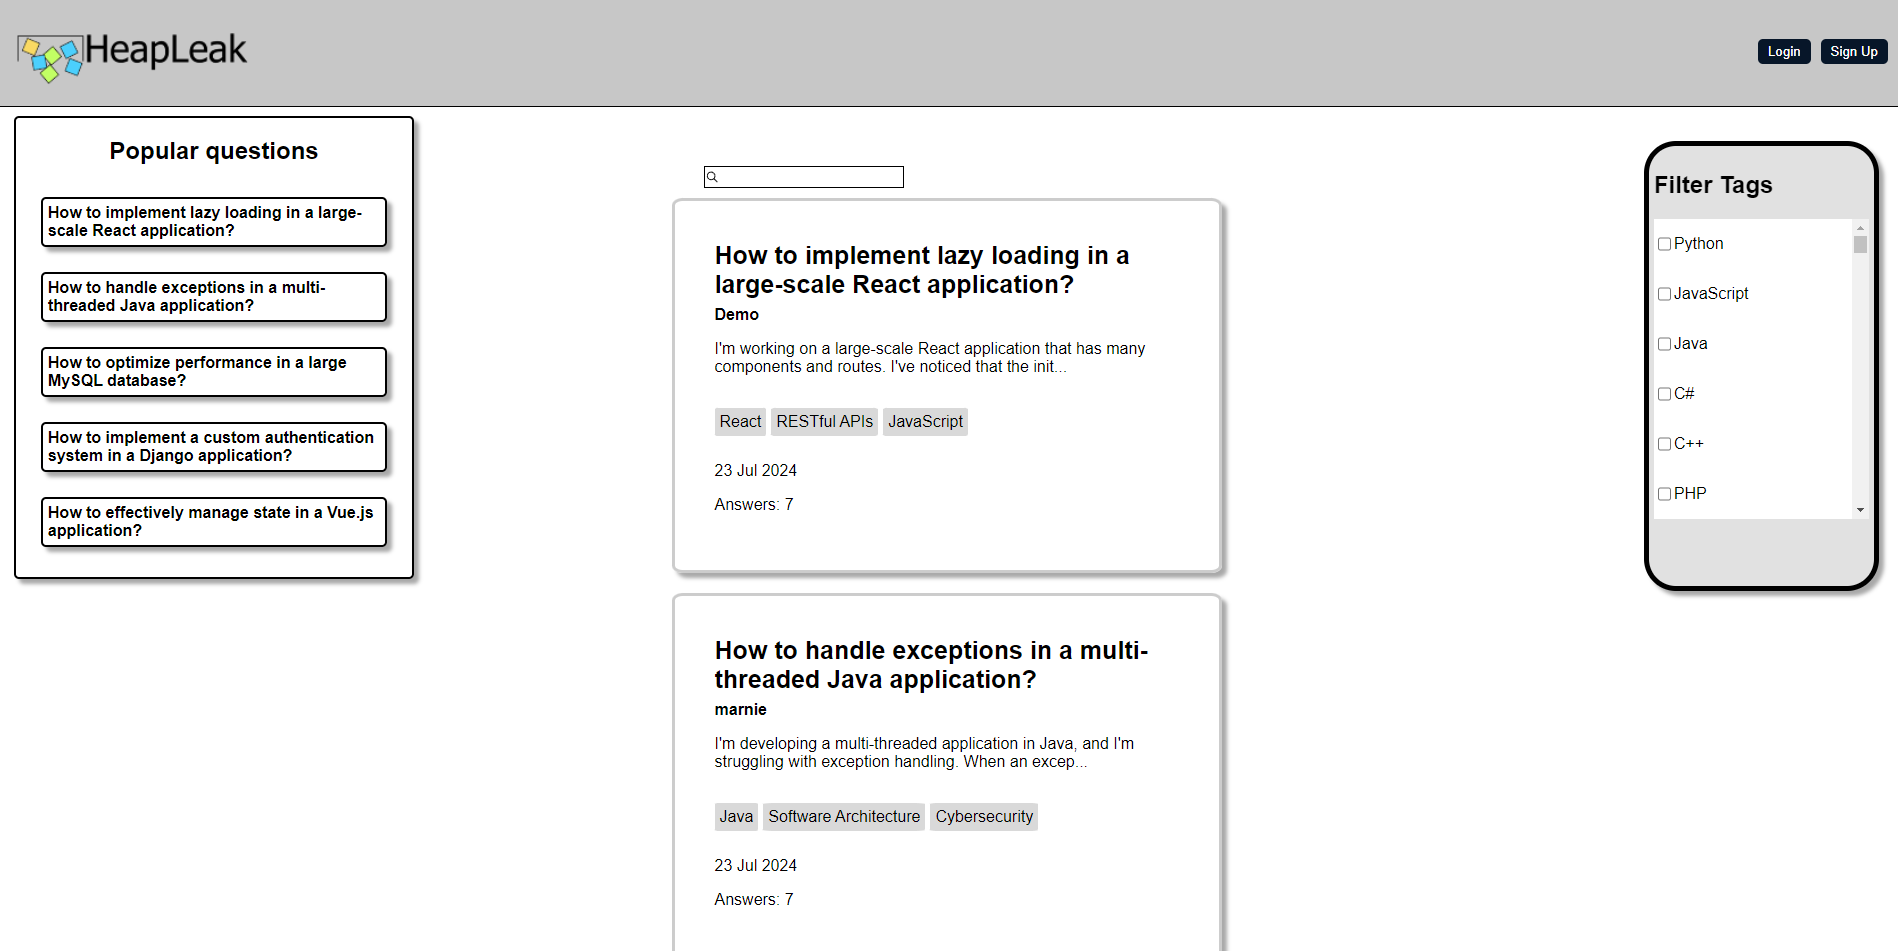 HeapLeak
Login
Sign Up
Popular questions
How to implement lazy loading in a large-
scale React application?
How to handle exceptions in a multi-
threaded Java application?
How to optimize performance in a large
MySQL database?
How to implement a custom authentication
system in a Django application?
How to effectively manage state in a Vue.js
application?
How to implement lazy loading in a
large-scale React application?
Demo
I'm working on a large-scale React application that has many
components and routes. I've noticed that the init...
React RESTful APIs JavaScript
23 Jul 2024
Answers: 7
How to handle exceptions in a multi-
threaded Java application?
marnie
I'm developing a multi-threaded application in Java, and I'm
struggling with exception handling. When an excep...
Java Software Architecture Cybersecurity
23 Jul 2024
Answers: 7
Filter Tags
Python
JavaScript
Java
C#
C++
PHP